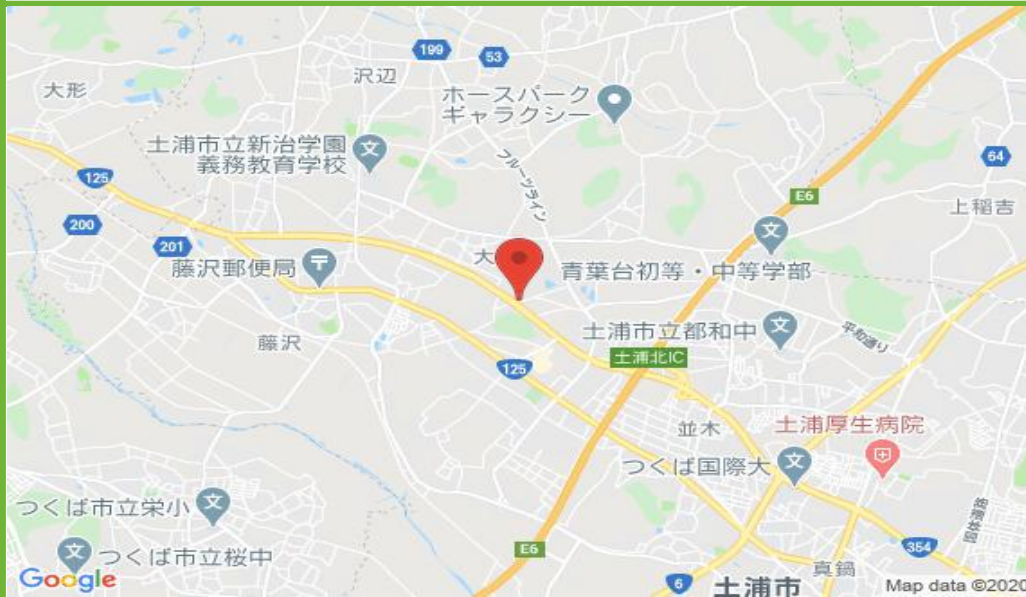 199
53
沢辺
大形
ホースパーク
ギャラクシー
土浦市立新治学園
義務教育学校
フルーツライン
64
125
E6
上稲吉
200
201
大
藤沢郵便局
青葉台初等・中等学部
藤沢
土浦市立都和中
平和通り
土浦北IC
125
並木
土浦厚生病院
つくば国際大
つくば市立栄小
つくば市立桜中
E6
354
真鍋
6
土浦市
Google
Map data ©2020